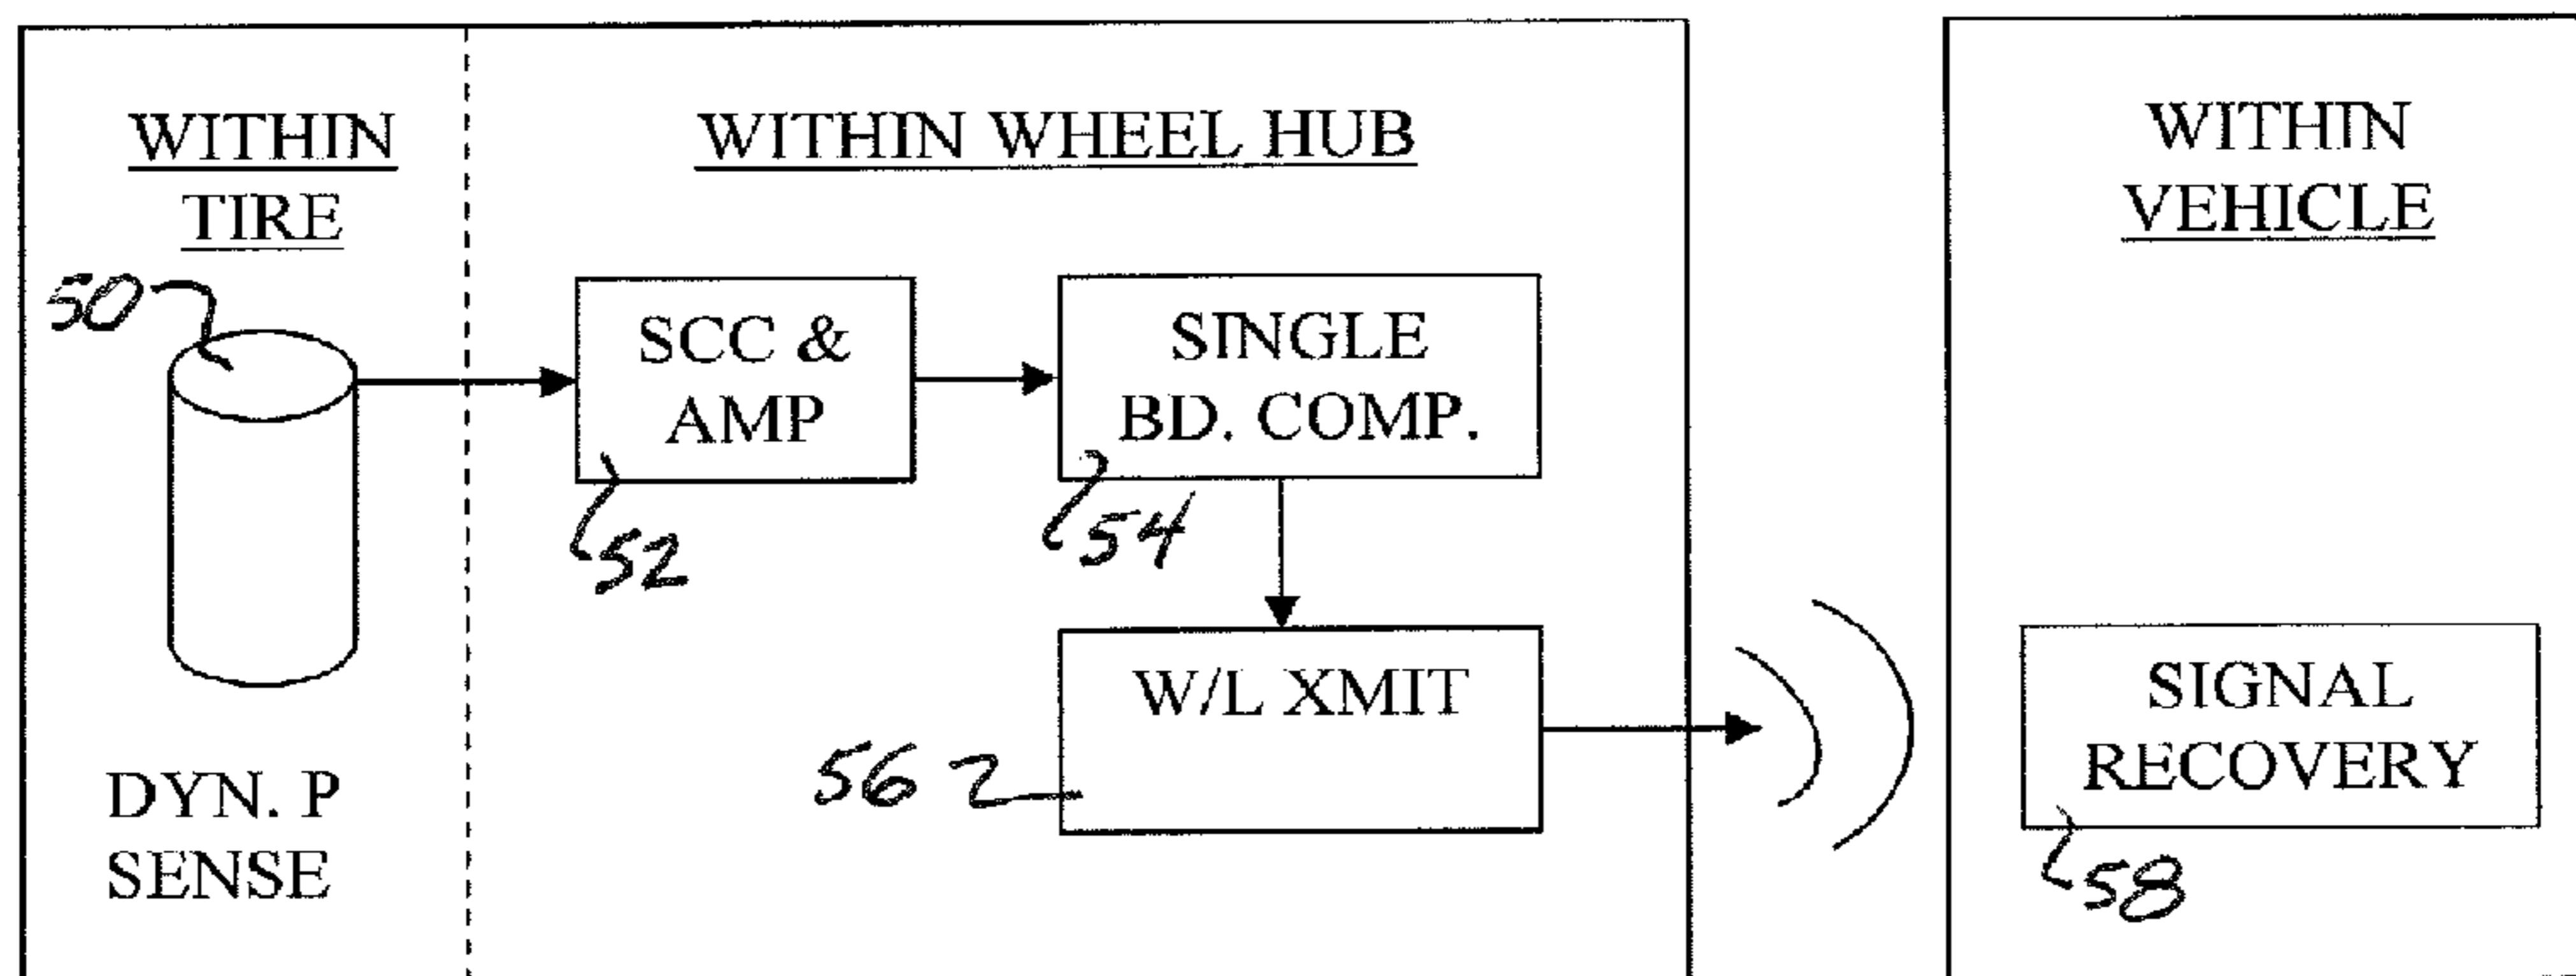 WITHIN
TIRE
WITHIN WHEEL HUB
WITHIN
VEHICLE
50
SCC &
AMP
SINGLE
BD. COMP.
52
54
W/L XMIT
56
SIGNAL
RECOVERY
58
DYN. P
SENSE